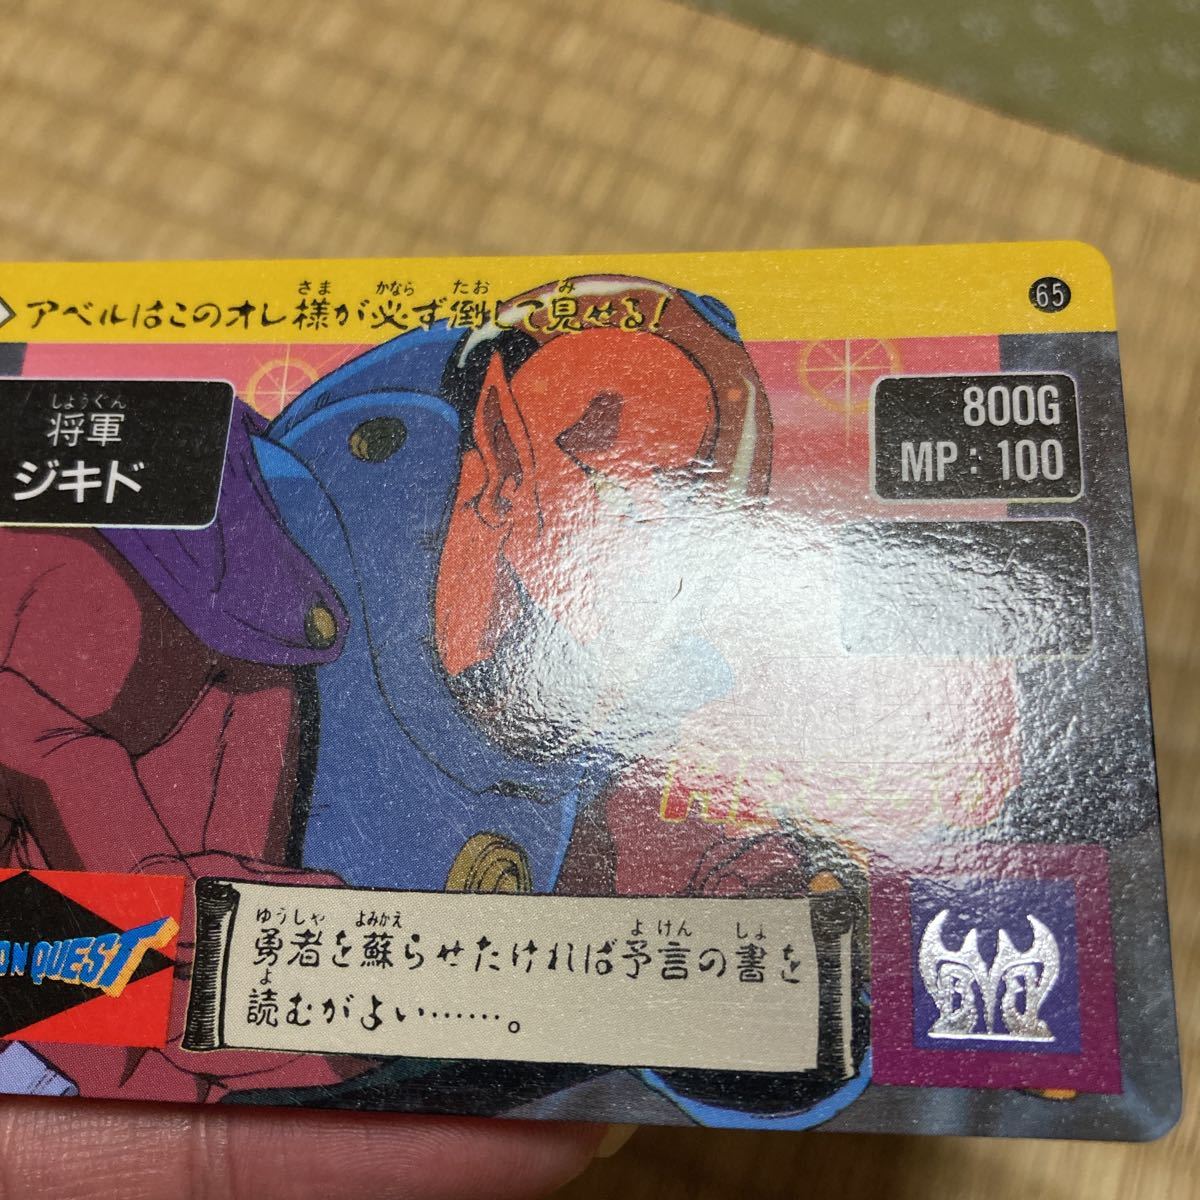 アベルはこのオレ様が必ず倒して見せる!
さま かなら たお み
65
しょうぐん
将軍
ジキド
800G
MP：100
ON QUEST
ゆうしゃ よみがえ よげん しょ
勇者を蘇らせたければ予言の書を
よ
読むがよい……。